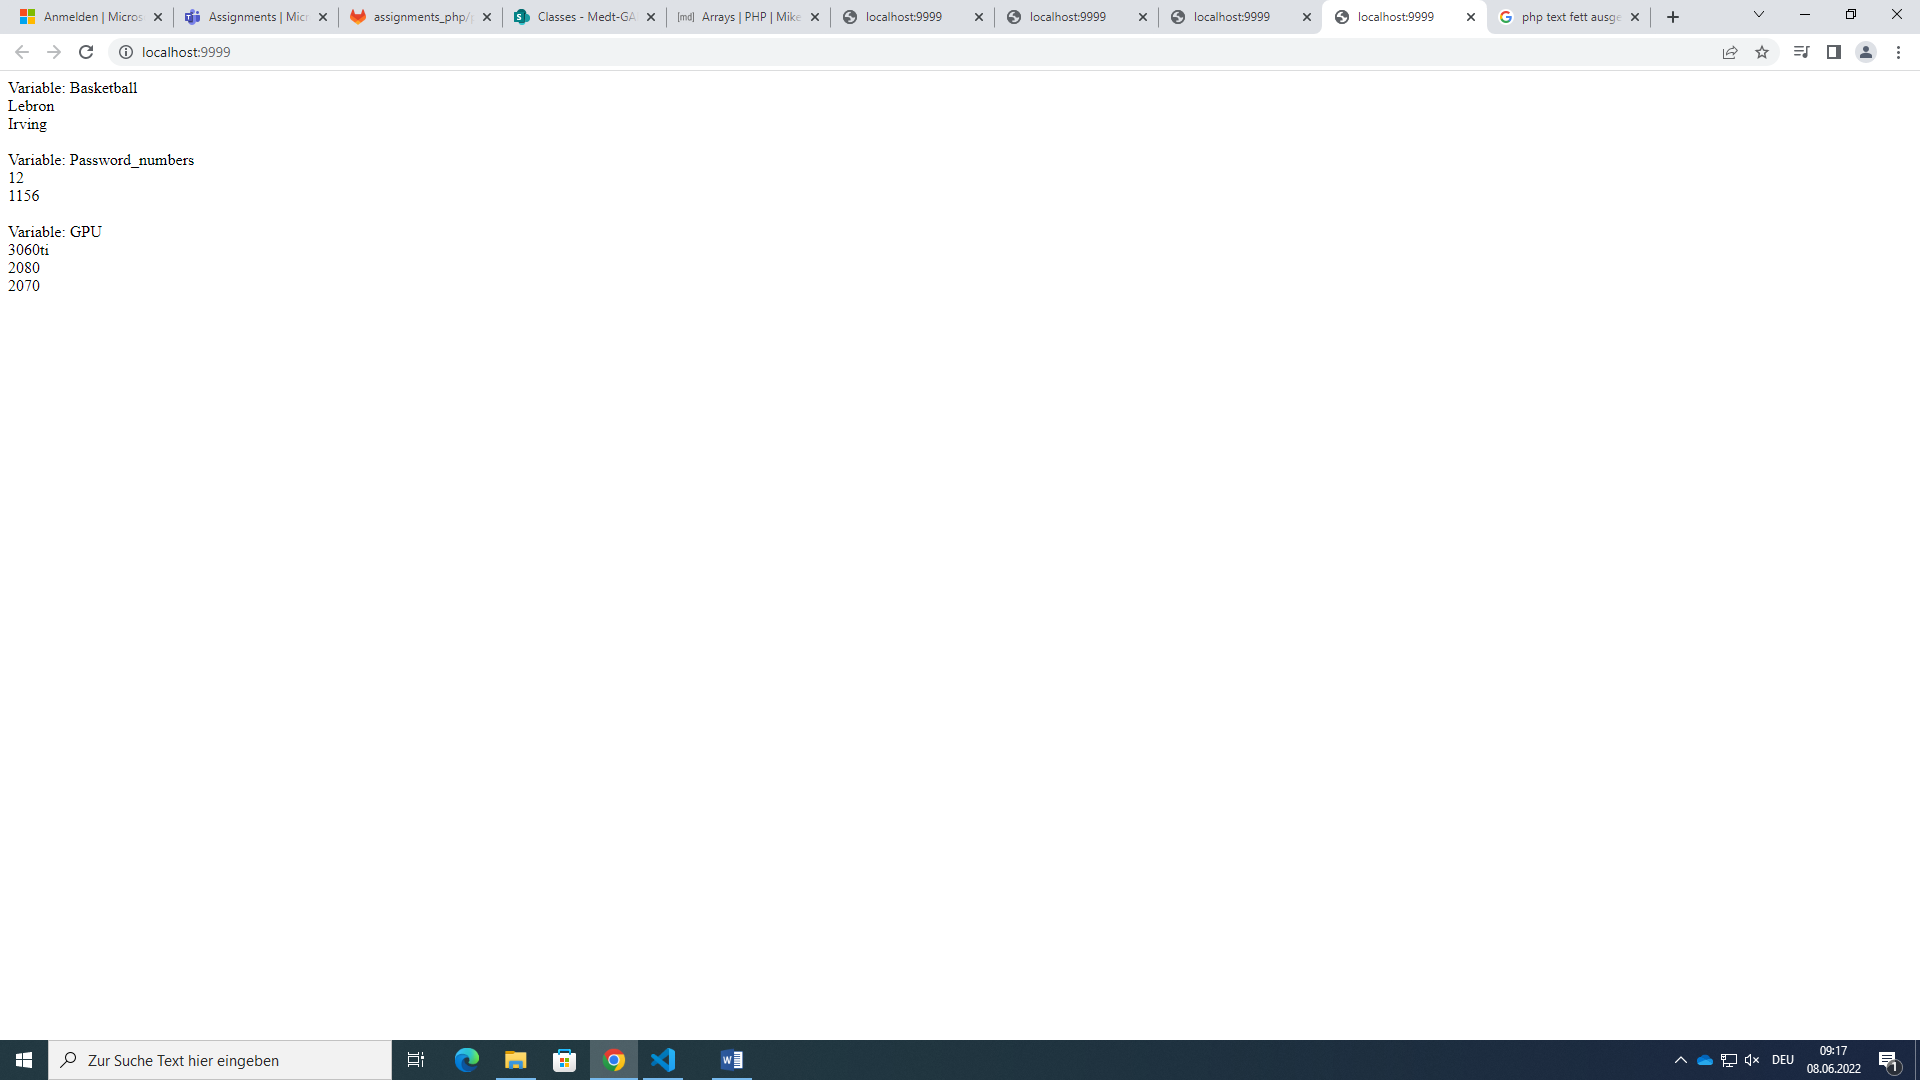 Anmelden | Micros
Assignments | Micr
assignments_php/p
Classes - Medt-GA
Arrays | PHP | Mike
localhost:9999
localhost:9999
localhost:9999
localhost:9999
php text fett ausge
localhost:9999
Variable: Basketball
Lebron
Irving
Variable: Password_numbers
12
1156
Variable: GPU
3060ti
2080
2070
Zur Suche Text hier eingeben
DEU
09:17
08.06.2022
1